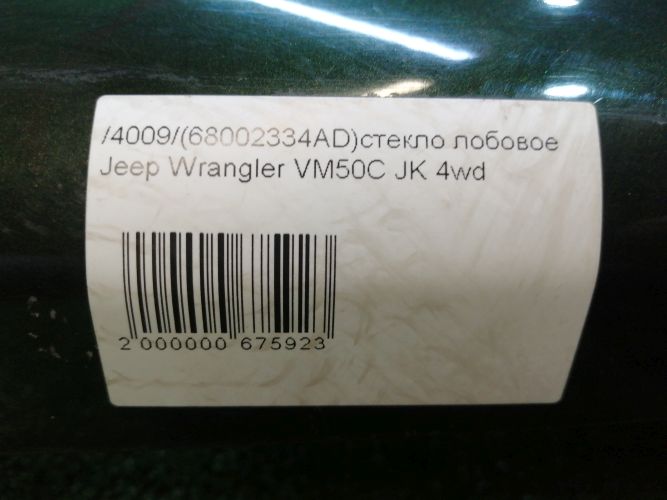 /4009/(68002334AD)стекло лобовое
Jeep Wrangler VM50C JK 4wd
2 000000 675923